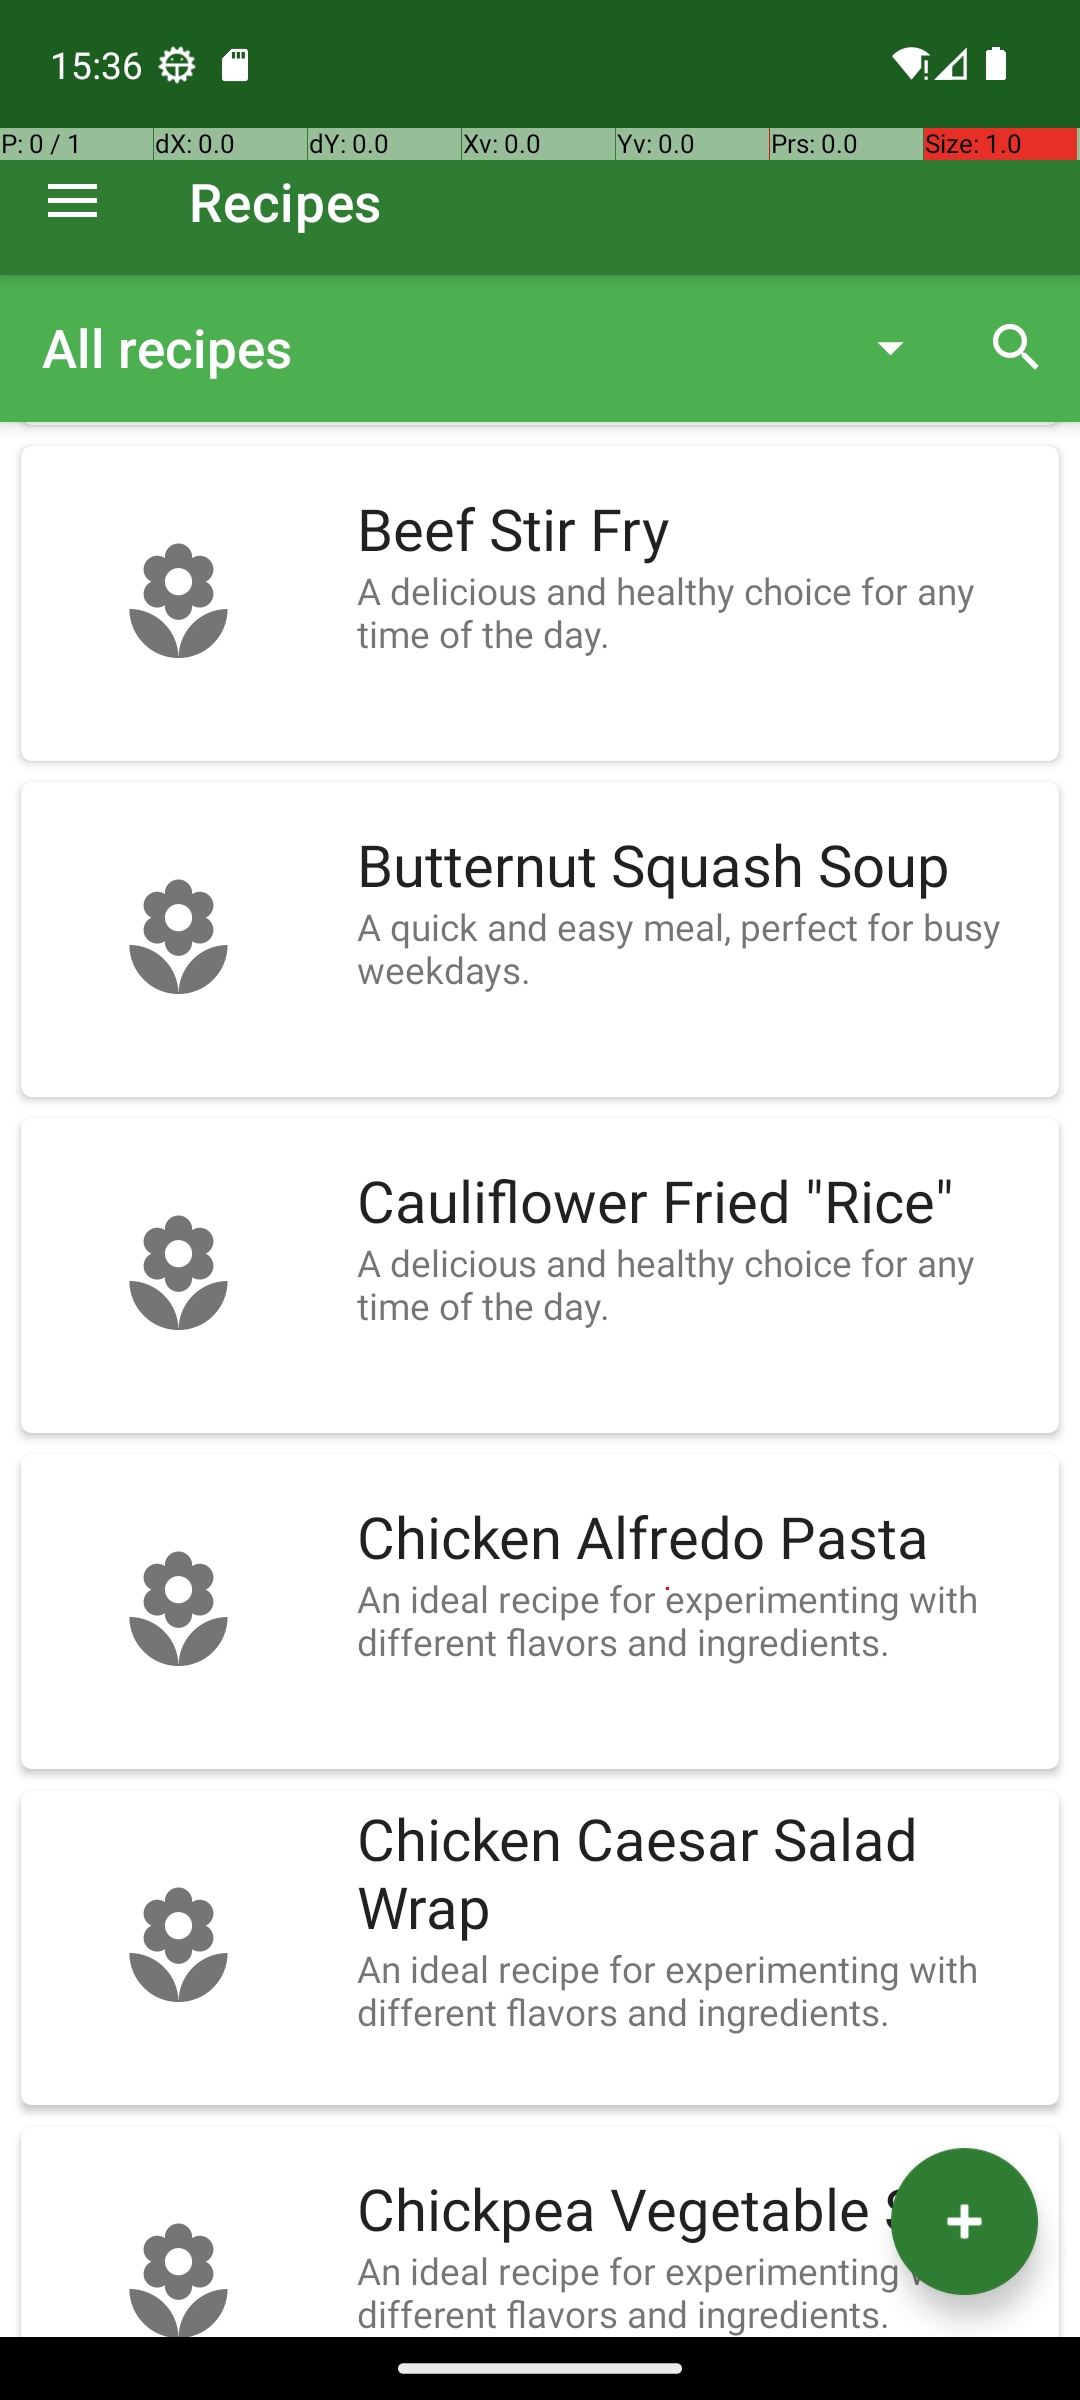 15:36
P: 0 / 1 dX: 0.0 dY: 0.0 Xv: 0.0 Yv: 0.0 Prs: 0.0 Size: 1.0
Recipes
All recipes
Beef Stir Fry
A delicious and healthy choice for any
time of the day.
Butternut Squash Soup
A quick and easy meal, perfect for busy
weekdays.
Cauliflower Fried "Rice"
A delicious and healthy choice for any
time of the day.
Chicken Alfredo Pasta
An ideal recipe for experimenting with
different flavors and ingredients.
Chicken Caesar Salad
Wrap
An ideal recipe for experimenting with
different flavors and ingredients.
Chickpea Vegetable
An ideal recipe for experimenting
different flavors and ingredients.